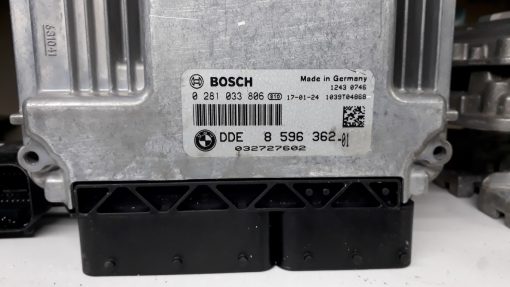 BOSCH
Made in Germany
1243 0746
0 281 033 806 17-01-24 1039T04868
DDE 8 596 362-01
032727602